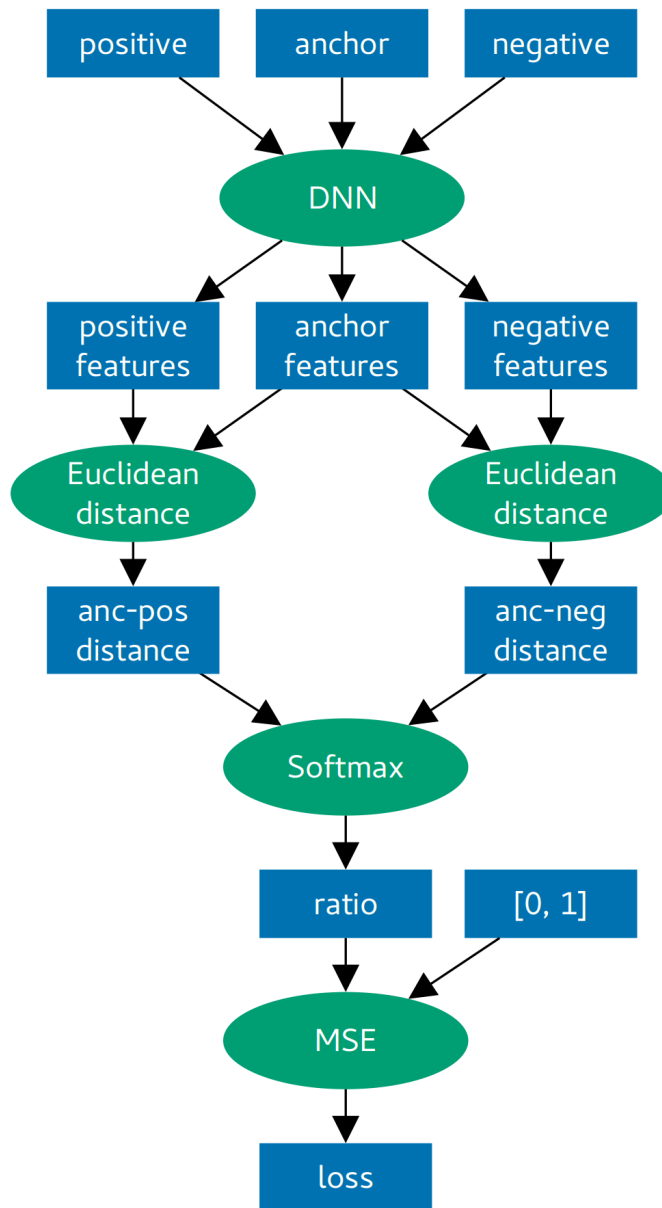 positive
anchor
negative
DNN
positive
features
anchor
features
negative
features
Euclidean
distance
Euclidean
distance
anc-pos
distance
anc-neg
distance
Softmax
ratio
[0, 1]
MSE
loss